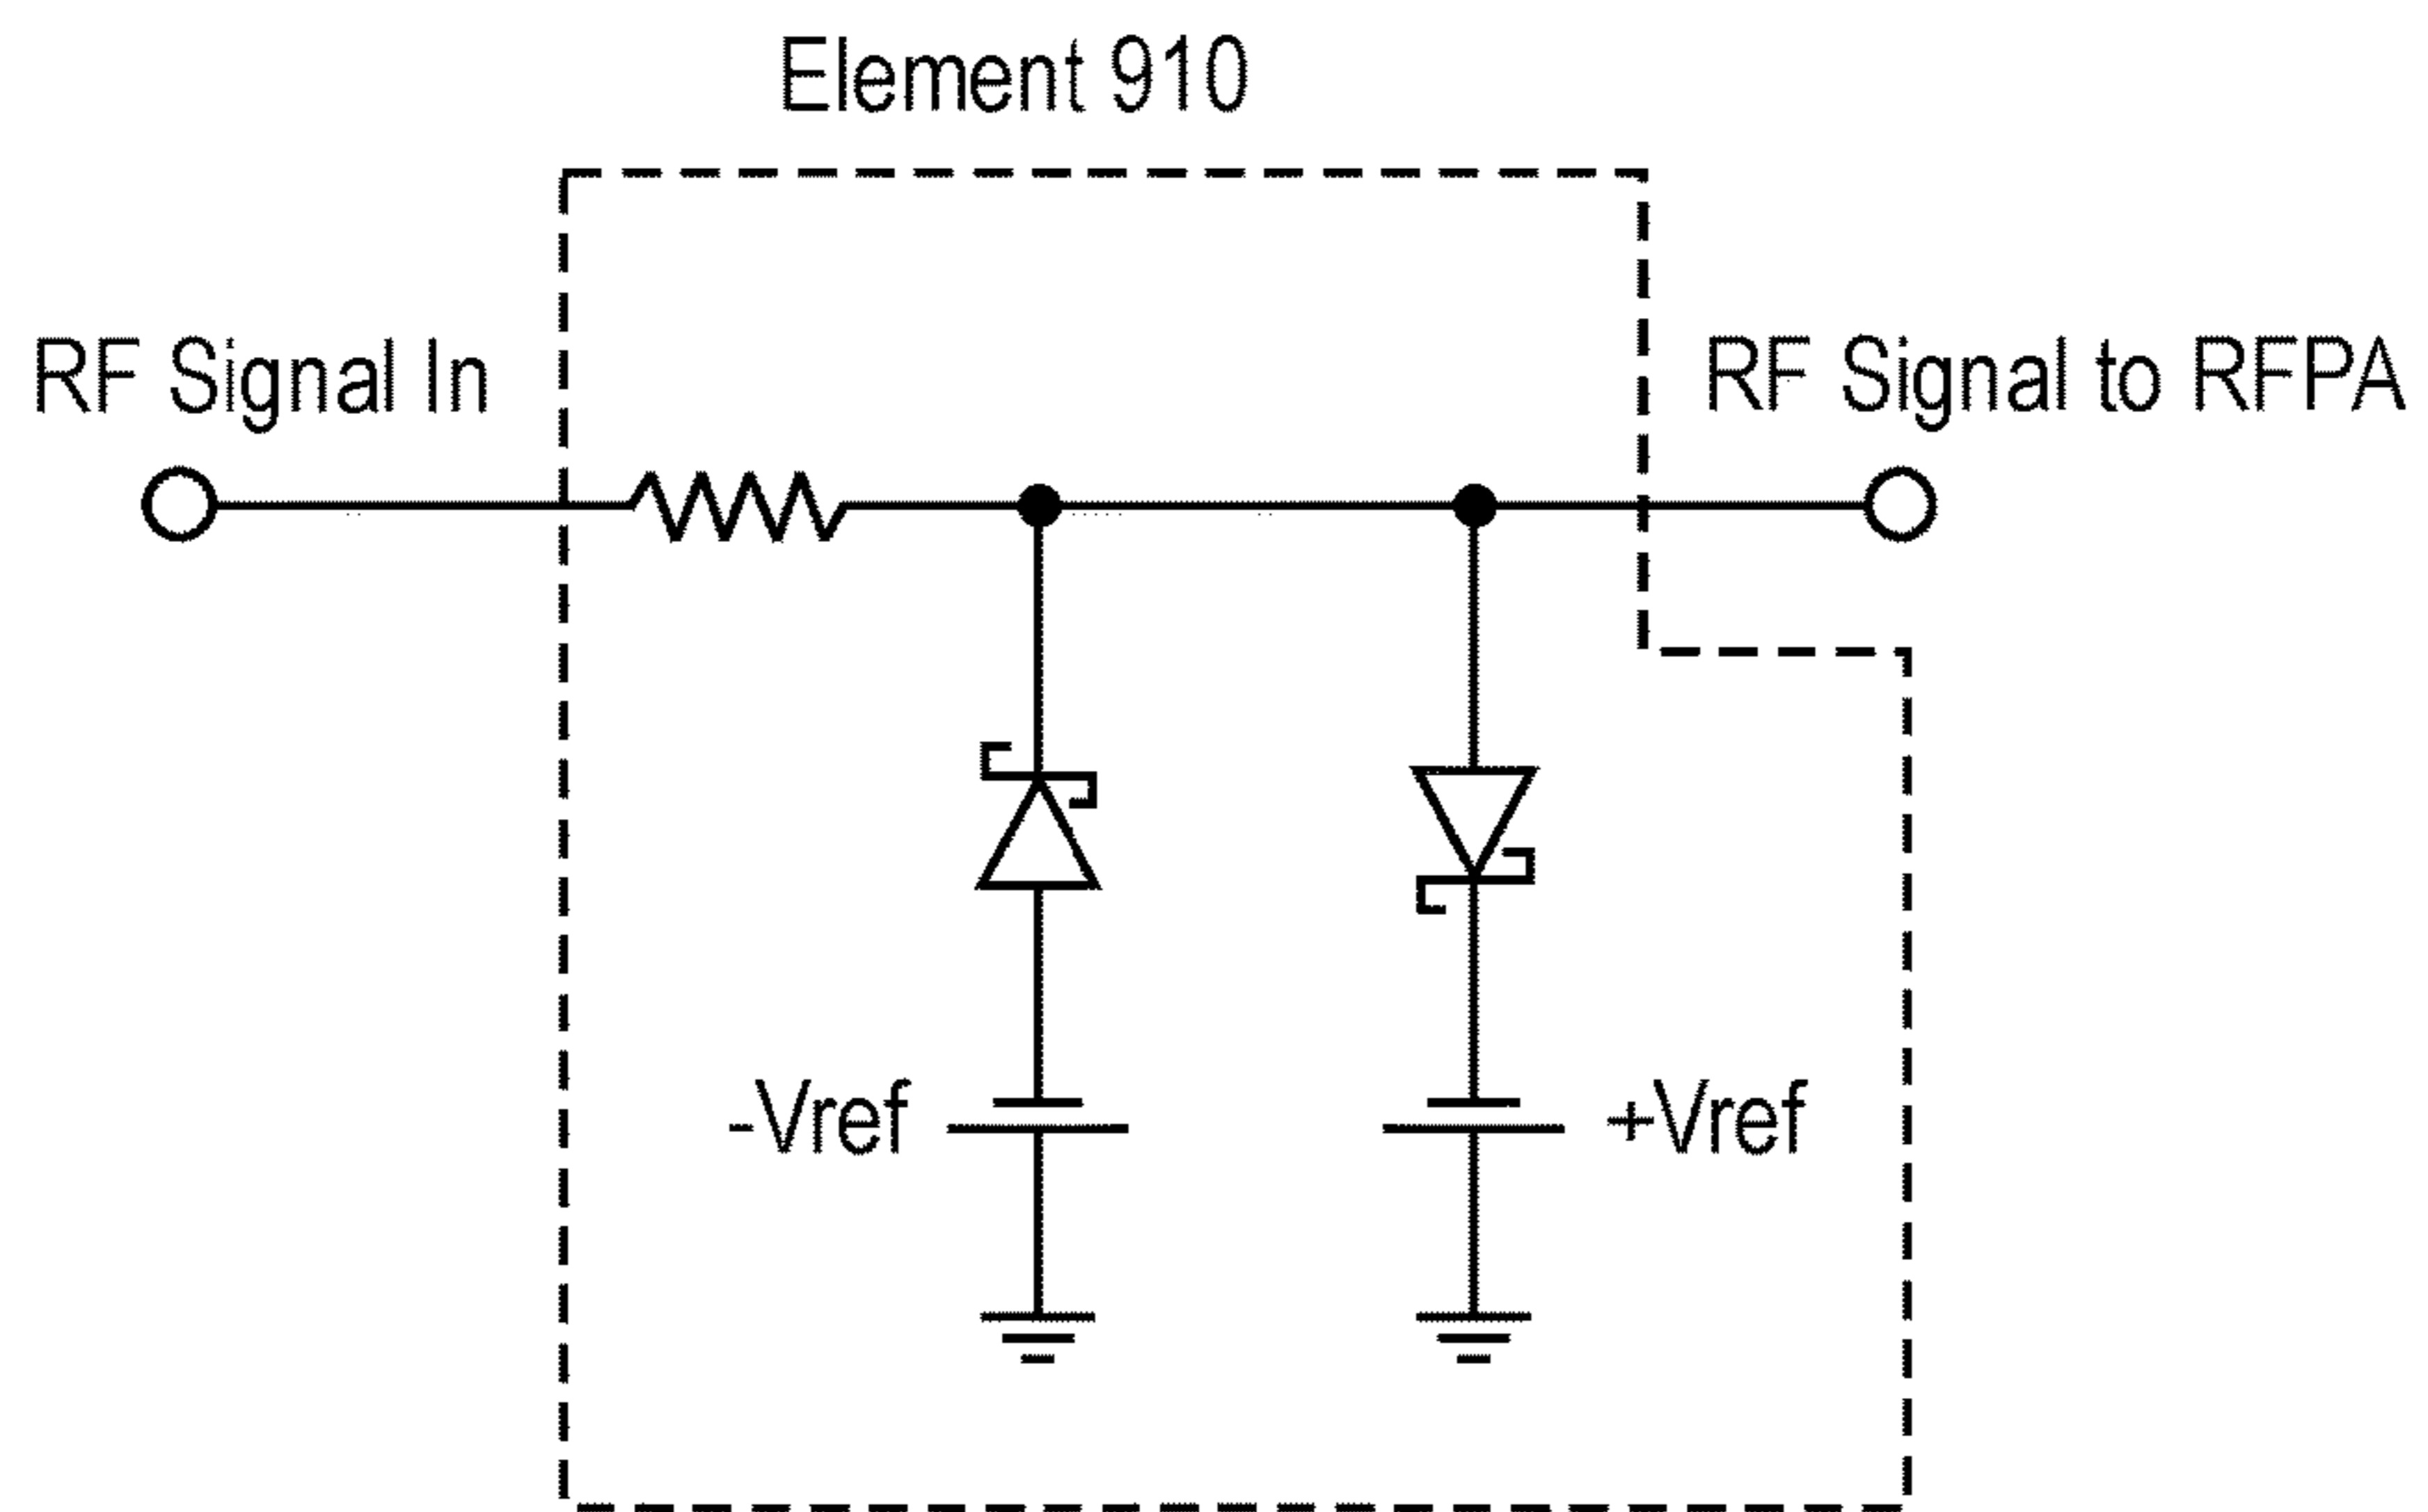 Element 910
RF Signal In
RF Signal to RFPA
-Vref
+Vref